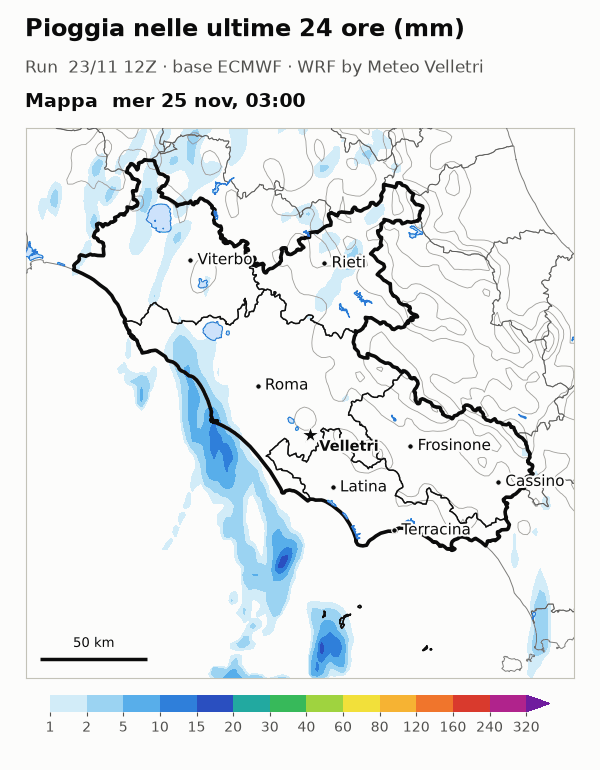 Pioggia nelle ultime 24 ore (mm)
Run  23/11 12Z · base ECMWF · WRF by Meteo Velletri
Mappa  mer 25 nov, 03:00
Viterbo
Rieti
Roma
Velletri
Frosinone
Cassino
Latina
Terracina
50 km
1 2 5 10 15 20 30 40 60 80 120 160 240 320